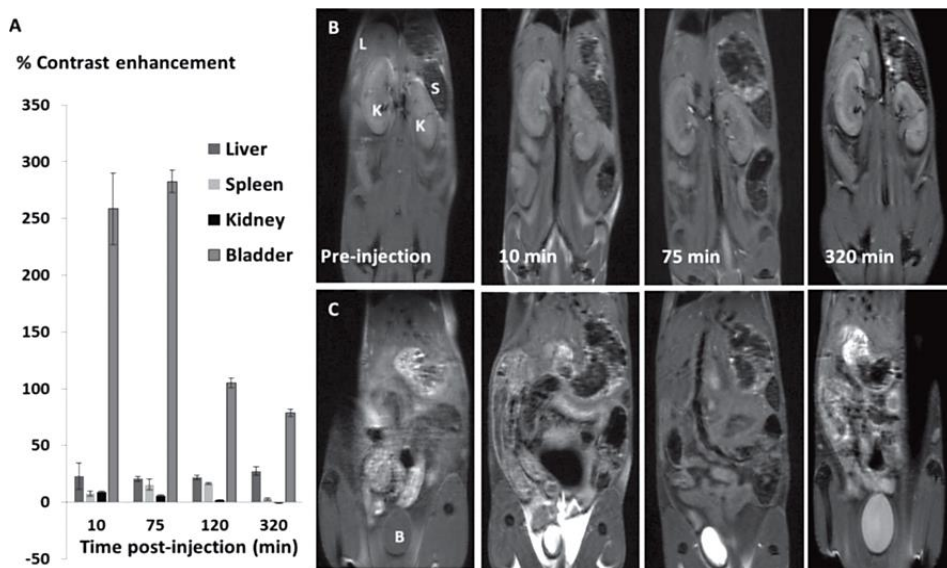 A
% Contrast enhancement
350
300
250
200
150
100
50
0
-50
Liver
Spleen
Kidney
Bladder
10 75 120 320
Time post-injection (min)
B
L
S
K
K
Pre-injection
10 min
75 min
320 min
C
B